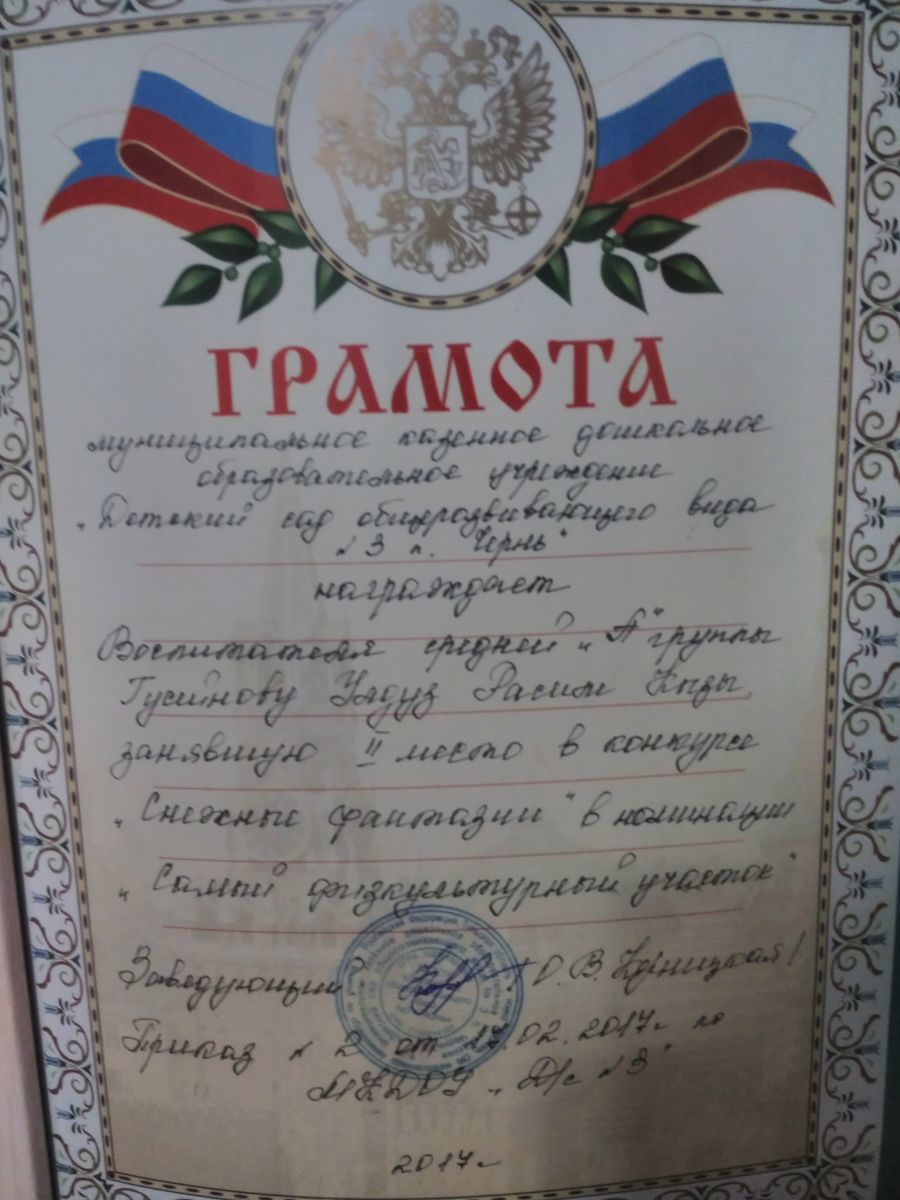 ГРАМОТА
муниципальное казенное дошкольное
образовательное учреждение
"Детский сад общеразвивающего вида
№3 п. Чернь"
награждает
Воспитателя средней "А" группы
Гусейнову Улдуз Расим Кызы,
занявшую II место в конкурсе
"Снежные фантазии" в номинации
"Самый физкультурный участок"
Заведующий О. В.
Приказ № 2 от 17.02.2017г по
МКДОУ "Д/с №3"
2017г